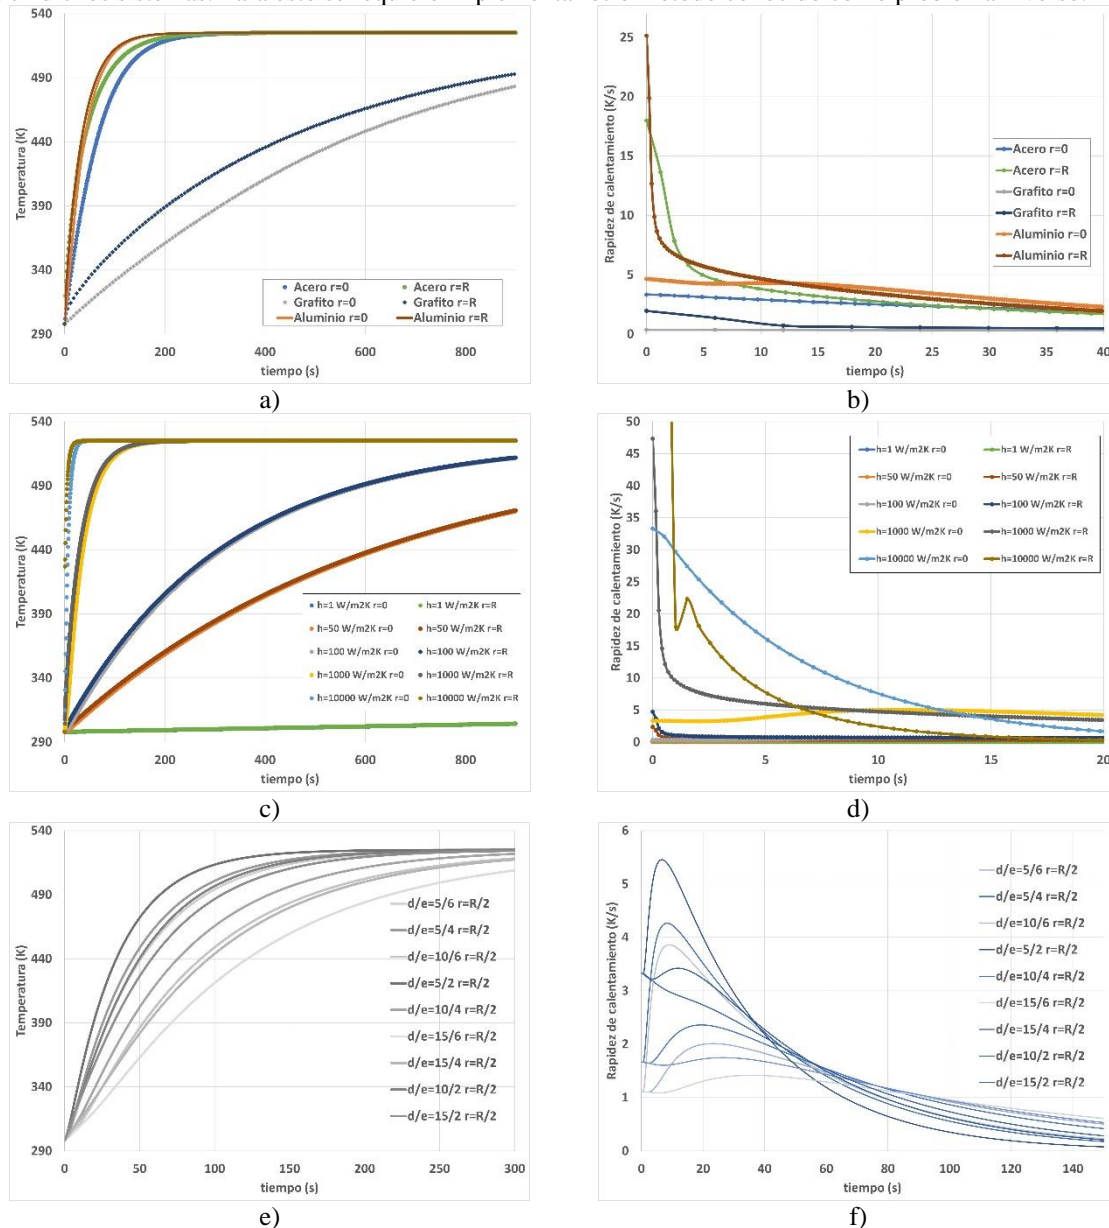 540
490
440
390
340
290
Temperatura (K)
0 200 400 600 800
tiempo (s)
Acero r=0 Acero r=R
Grafito r=0 Grafito r=R
Aluminio r=0 Aluminio r=R
a)
25
20
15
10
5
0
Rapidez de calentamiento (K/s)
0 5 10 15 20 25 30 35 40
tiempo (s)
Acero r=0
Acero r=R
Grafito r=0
Grafito r=R
Aluminio r=0
Aluminio r=R
b)
540
490
440
390
340
290
Temperatura (K)
0 200 400 600 800
tiempo (s)
h=1 W/m2K r=0 h=1 W/m2K r=R
h=50 W/m2K r=0 h=50 W/m2K r=R
h=100 W/m2K r=0 h=100 W/m2K r=R
h=1000 W/m2K r=0 h=1000 W/m2K r=R
h=10000 W/m2K r=0 h=10000 W/m2K r=R
c)
50
45
40
35
30
25
20
15
10
5
0
Rapidez de calentamiento (K/s)
0 5 10 15 20
tiempo (s)
h=1 W/m2K r=0 h=1 W/m2K r=R
h=50 W/m2K r=0 h=50 W/m2K r=R
h=100 W/m2K r=0 h=100 W/m2K r=R
h=1000 W/m2K r=0 h=1000 W/m2K r=R
h=10000 W/m2K r=0 h=10000 W/m2K r=R
d)
540
490
440
390
340
290
Temperatura (K)
0 50 100 150 200 250 300
tiempo (s)
d/e=5/6 r=R/2
d/e=5/4 r=R/2
d/e=10/6 r=R/2
d/e=5/2 r=R/2
d/e=10/4 r=R/2
d/e=15/6 r=R/2
d/e=15/4 r=R/2
d/e=10/2 r=R/2
d/e=15/2 r=R/2
e)
6
5
4
3
2
1
0
Rapidez de calentamiento (K/s)
0 20 40 60 80 100 120 140
tiempo (s)
d/e=5/6 r=R/2
d/e=5/4 r=R/2
d/e=10/6 r=R/2
d/e=5/2 r=R/2
d/e=10/4 r=R/2
d/e=15/6 r=R/2
d/e=15/4 r=R/2
d/e=10/2 r=R/2
d/e=15/2 r=R/2
f)